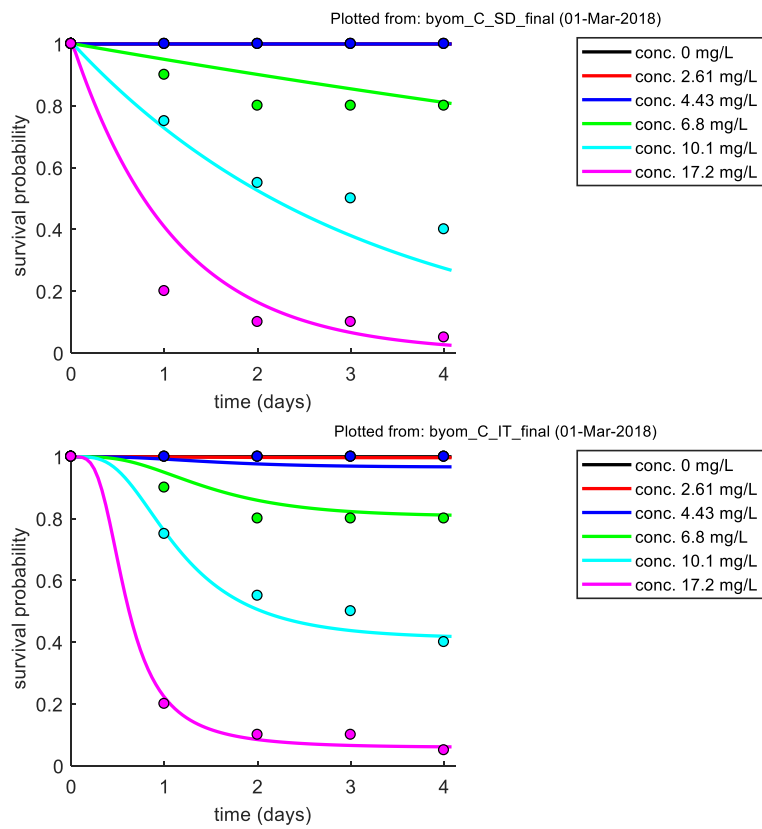 Plotted from: byom_C_SD_final (01-Mar-2018)
survival probability
1
0.8
0.6
0.4
0.2
0
0 1 2 3 4
time (days)
conc. 0 mg/L
conc. 2.61 mg/L
conc. 4.43 mg/L
conc. 6.8 mg/L
conc. 10.1 mg/L
conc. 17.2 mg/L
Plotted from: byom_C_IT_final (01-Mar-2018)
survival probability
1
0.8
0.6
0.4
0.2
0
0 1 2 3 4
time (days)
conc. 0 mg/L
conc. 2.61 mg/L
conc. 4.43 mg/L
conc. 6.8 mg/L
conc. 10.1 mg/L
conc. 17.2 mg/L